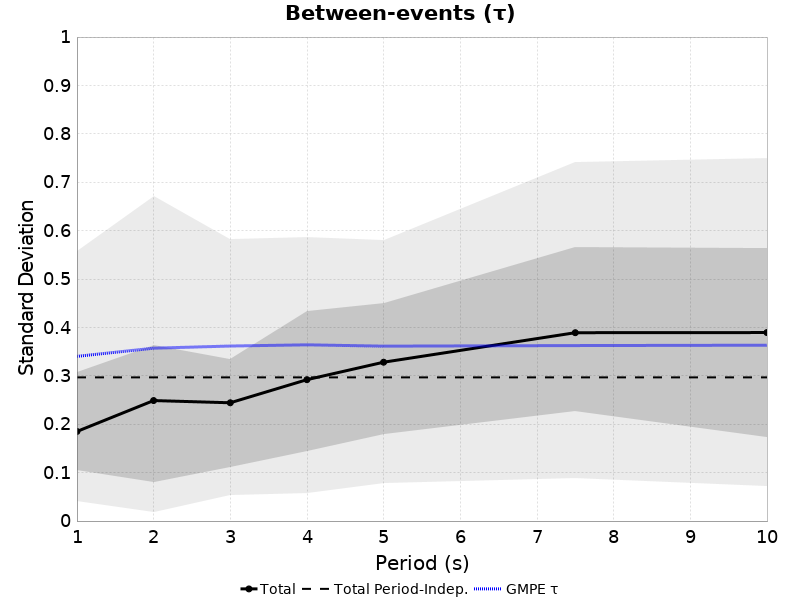 Between-events (τ)
1
0.9
0.8
0.7
0.6
0.5
0.4
0.3
0.2
0.1
0
Standard Deviation
1 2 3 4 5 6 7 8 9 10
Period (s)
Total Total Period-Indep. GMPE τ